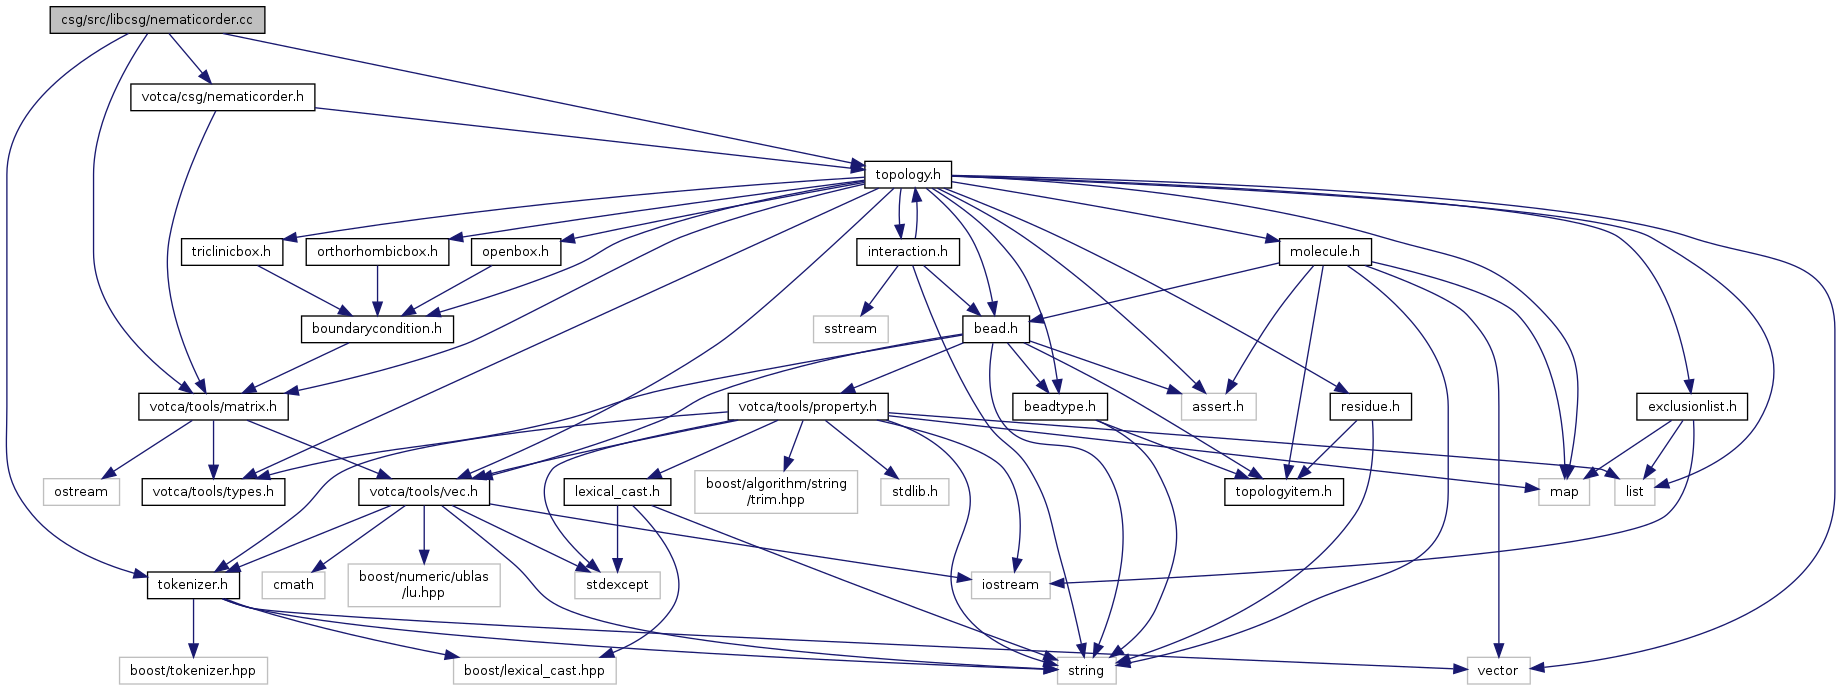 csg/src/libcsg/nematicorder.cc
votca/csg/nematicorder.h
topology.h
triclinicbox.h
orthorhombicbox.h
openbox.h
interaction.h
molecule.h
boundarycondition.h
sstream
bead.h
votca/tools/matrix.h
votca/tools/property.h
beadtype.h
assert.h
residue.h
exclusionlist.h
ostream
votca/tools/types.h
votca/tools/vec.h
lexical_cast.h
boost/algorithm/string
/trim.hpp
stdlib.h
topologyitem.h
map
list
tokenizer.h
cmath
boost/numeric/ublas
/lu.hpp
stdexcept
iostream
boost/tokenizer.hpp
boost/lexical_cast.hpp
string
vector